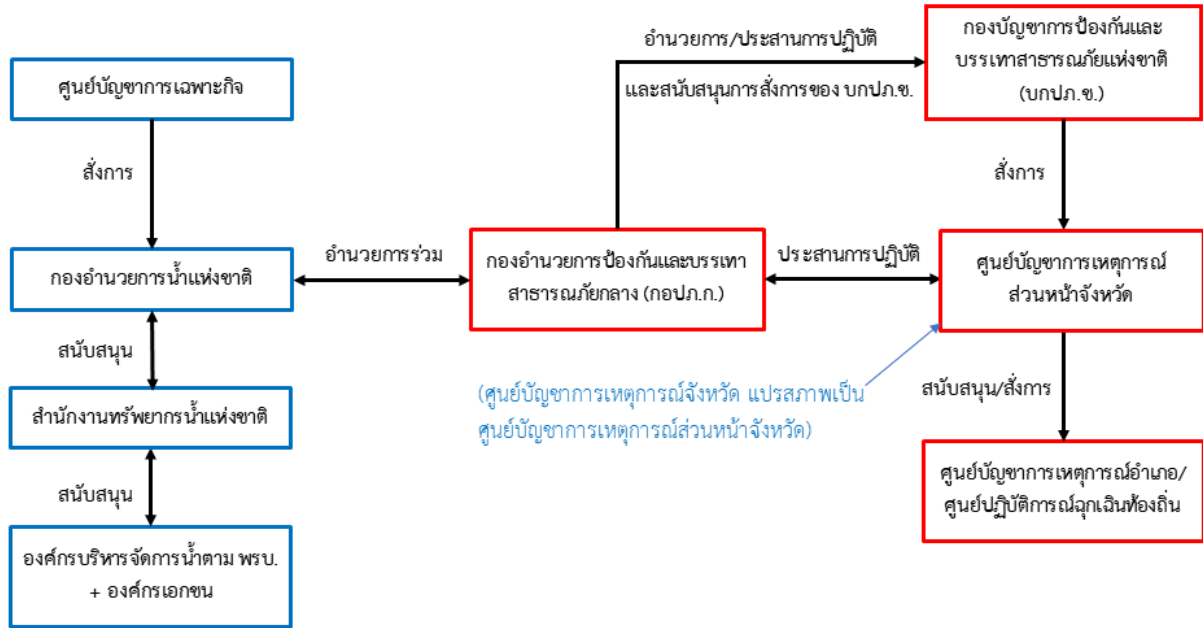 อำนวยการ/ประสานการปฏิบัติ
และสนับสนุนการสั่งการของ บกปภ.ช.
กองบัญชาการป้องกันและ
บรรเทาสาธารณภัยแห่งชาติ
(บกปภ.ช.)
ศูนย์บัญชาการเฉพาะกิจ
สั่งการ
สั่งการ
กองอำนวยการน้ำแห่งชาติ
อำนวยการร่วม
กองอำนวยการป้องกันและบรรเทา
สาธารณภัยกลาง (กอปภ.ก.)
ประสานการปฏิบัติ
ศูนย์บัญชาการเหตุการณ์
ส่วนหน้าจังหวัด
สนับสนุน
(ศูนย์บัญชาการเหตุการณ์จังหวัด แปรสภาพเป็น
ศูนย์บัญชาการเหตุการณ์ส่วนหน้าจังหวัด)
สนับสนุน/สั่งการ
สำนักงานทรัพยากรน้ำแห่งชาติ
สนับสนุน
ศูนย์บัญชาการเหตุการณ์อำเภอ/
ศูนย์ปฏิบัติการฉุกเฉินท้องถิ่น
องค์กรบริหารจัดการน้ำตาม พรบ.
+ องค์กรเอกชน